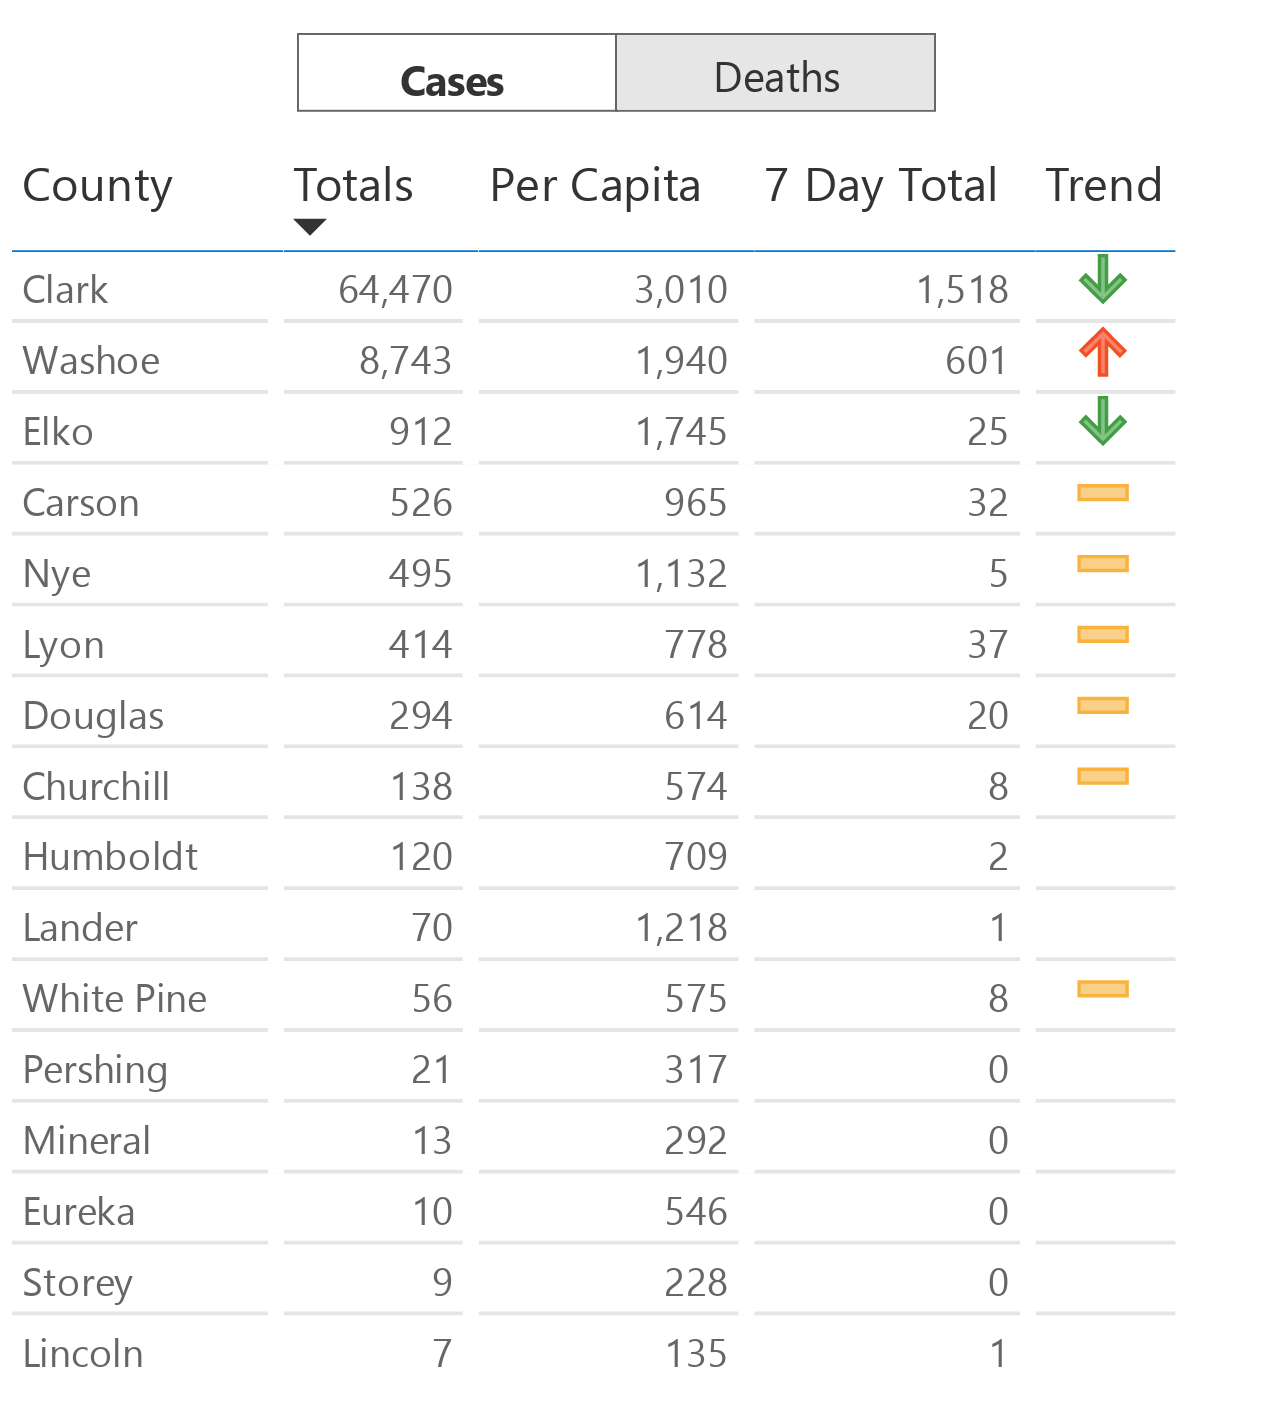 Cases Deaths
County Totals Per Capita 7 Day Total Trend
Clark 64,470 3,010 1,518
Washoe 8,743 1,940 601
Elko 912 1,745 25
Carson 526 965 32
Nye 495 1,132 5
Lyon 414 778 37
Douglas 294 614 20
Churchill 138 574 8
Humboldt 120 709 2
Lander 70 1,218 1
White Pine 56 575 8
Pershing 21 317 0
Mineral 13 292 0
Eureka 10 546 0
Storey 9 228 0
Lincoln 7 135 1